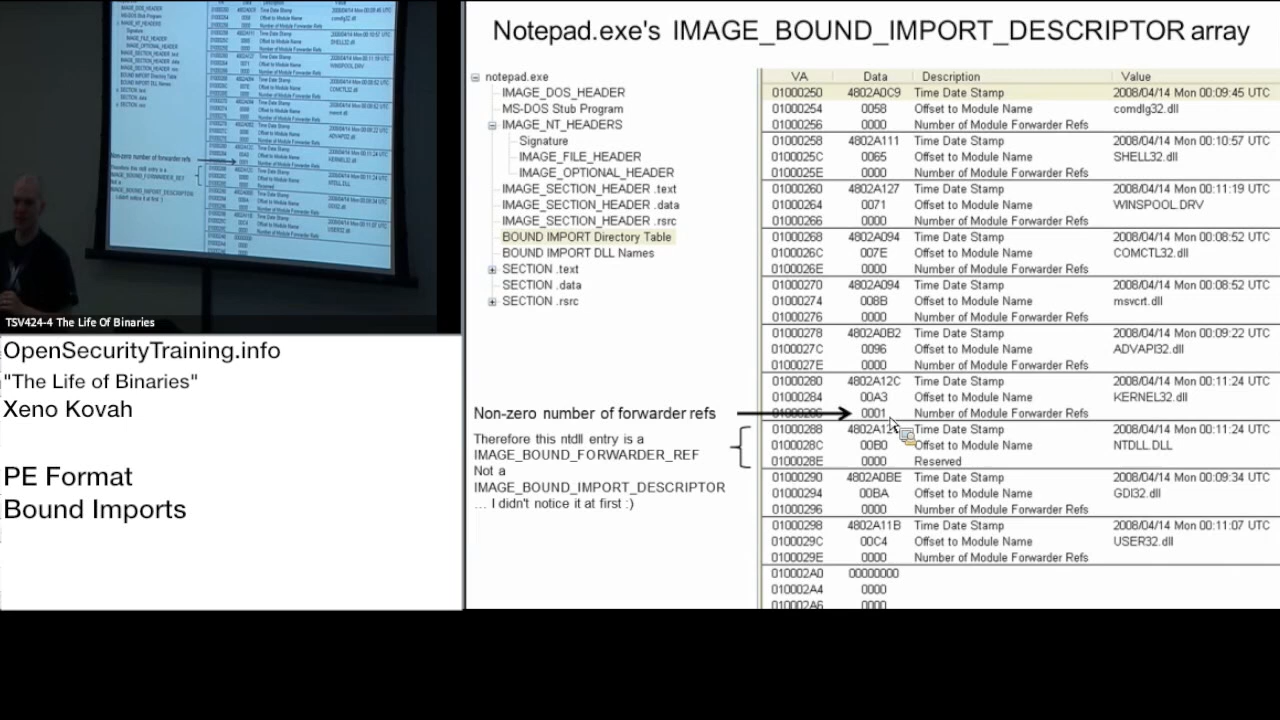 Notepad.exe's IMAGE_BOUND_IMPORT_DESCRIPTOR array
notepad.exe
IMAGE_DOS_HEADER
MS-DOS Stub Program
IMAGE_NT_HEADERS
Signature
IMAGE_FILE_HEADER
IMAGE_OPTIONAL_HEADER
IMAGE_SECTION_HEADER .text
IMAGE_SECTION_HEADER .data
IMAGE_SECTION_HEADER .rsrc
BOUND IMPORT Directory Table
BOUND IMPORT DLL Names
SECTION .text
SECTION .data
SECTION .rsrc
Non-zero number of forwarder refs
Therefore this ntdll entry is a
IMAGE_BOUND_FORWARDER_REF
Not a
IMAGE_BOUND_IMPORT_DESCRIPTOR
... I didn't notice it at first :)
VA Data Description Value
01000250 4802A0C9 Time Date Stamp 2008/04/14 Mon 00:09:45 UTC
01000254 0058 Offset to Module Name comdlg32.dll
01000256 0000 Number of Module Forwarder Refs
01000258 4802A111 Time Date Stamp 2008/04/14 Mon 00:10:57 UTC
0100025C 0065 Offset to Module Name SHELL32.dll
0100025E 0000 Number of Module Forwarder Refs
01000260 4802A127 Time Date Stamp 2008/04/14 Mon 00:11:19 UTC
01000264 0071 Offset to Module Name WINSPOOL.DRV
01000266 0000 Number of Module Forwarder Refs
01000268 4802A094 Time Date Stamp 2008/04/14 Mon 00:08:52 UTC
0100026C 007E Offset to Module Name COMCTL32.dll
0100026E 0000 Number of Module Forwarder Refs
01000270 4802A094 Time Date Stamp 2008/04/14 Mon 00:08:52 UTC
01000274 008B Offset to Module Name msvcrt.dll
01000276 0000 Number of Module Forwarder Refs
01000278 4802A0B2 Time Date Stamp 2008/04/14 Mon 00:09:22 UTC
0100027C 0096 Offset to Module Name ADVAPI32.dll
0100027E 0000 Number of Module Forwarder Refs
01000280 4802A12C Time Date Stamp 2008/04/14 Mon 00:11:24 UTC
01000284 00A3 Offset to Module Name KERNEL32.dll
01000286 0001 Number of Module Forwarder Refs
01000288 Time Date Stamp 2008/04/14 Mon 00:11:24 UTC
0100028C 00B0 Offset to Module Name NTDLL.DLL
0100028E 0000 Reserved
01000290 4802A0BE Time Date Stamp 2008/04/14 Mon 00:09:34 UTC
01000294 00BA Offset to Module Name GDI32.dll
01000296 0000 Number of Module Forwarder Refs
01000298 4802A11B Time Date Stamp 2008/04/14 Mon 00:11:07 UTC
0100029C 00C4 Offset to Module Name USER32.dll
0100029E 0000 Number of Module Forwarder Refs
010002A0 00000000
010002A4 0000
010002A6 0000
TSV424-4 The Life Of Binaries
OpenSecurityTraining.info
"The Life of Binaries"
Xeno Kovah
PE Format
Bound Imports